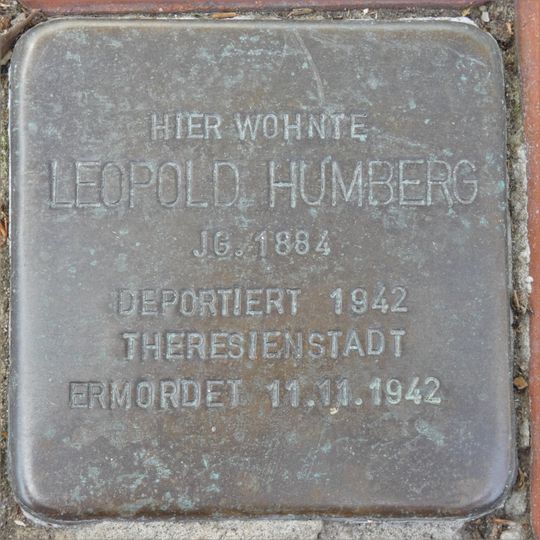 HIER WOHNTE
LEOPOLD HUMBERG
JG. 1884
DEPORTIERT 1942
THERESIENSTADT
ERMORDET 11.11.1942